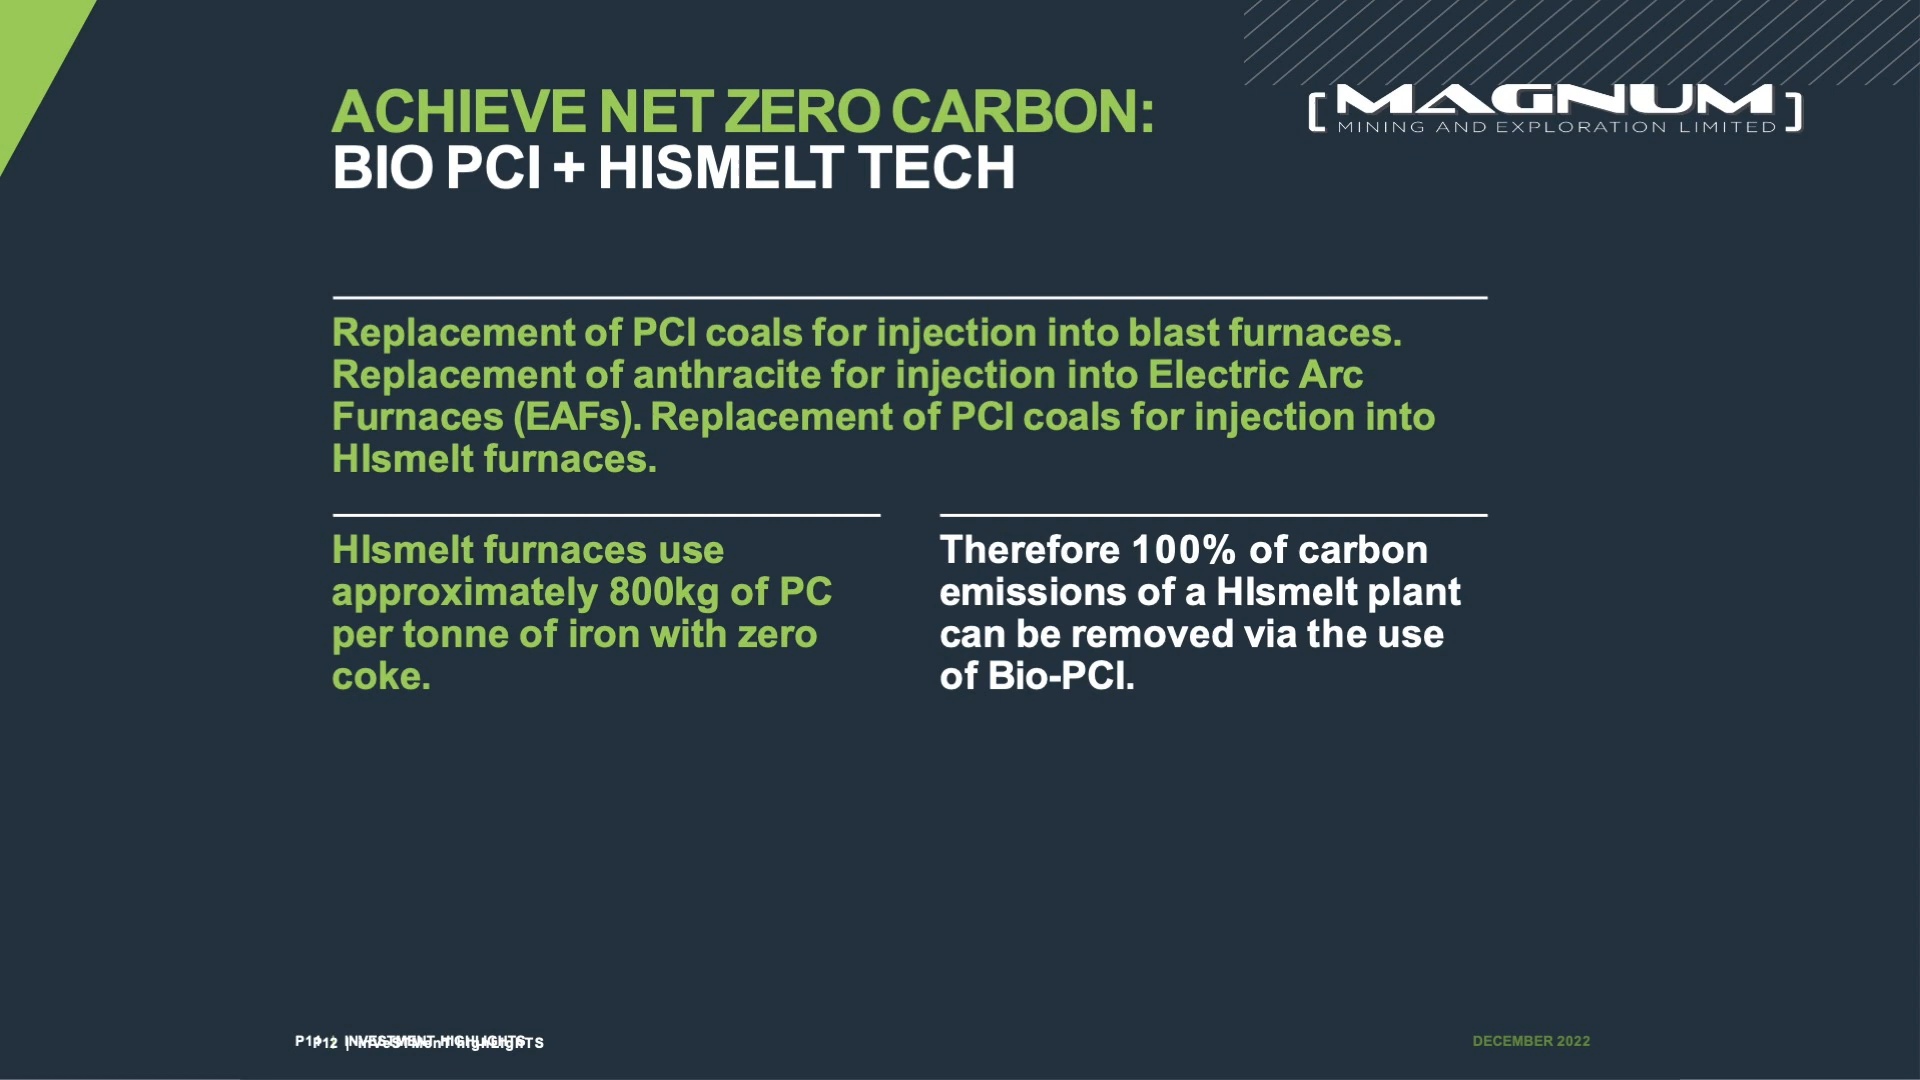 ACHIEVE NET ZERO CARBON:
BIO PCI + HISMELT TECH
[MAGNUM]
MINING AND EXPLORATION LIMITED
Replacement of PCI coals for injection into blast furnaces.
Replacement of anthracite for injection into Electric Arc
Furnaces (EAFs). Replacement of PCI coals for injection into
HIsmelt furnaces.
HIsmelt furnaces use
approximately 800kg of PC
per tonne of iron with zero
coke.
Therefore 100% of carbon
emissions of a HIsmelt plant
can be removed via the use
of Bio-PCI.
INVESTMENT HIGHLIGHTS
P12 |
DECEMBER 2022